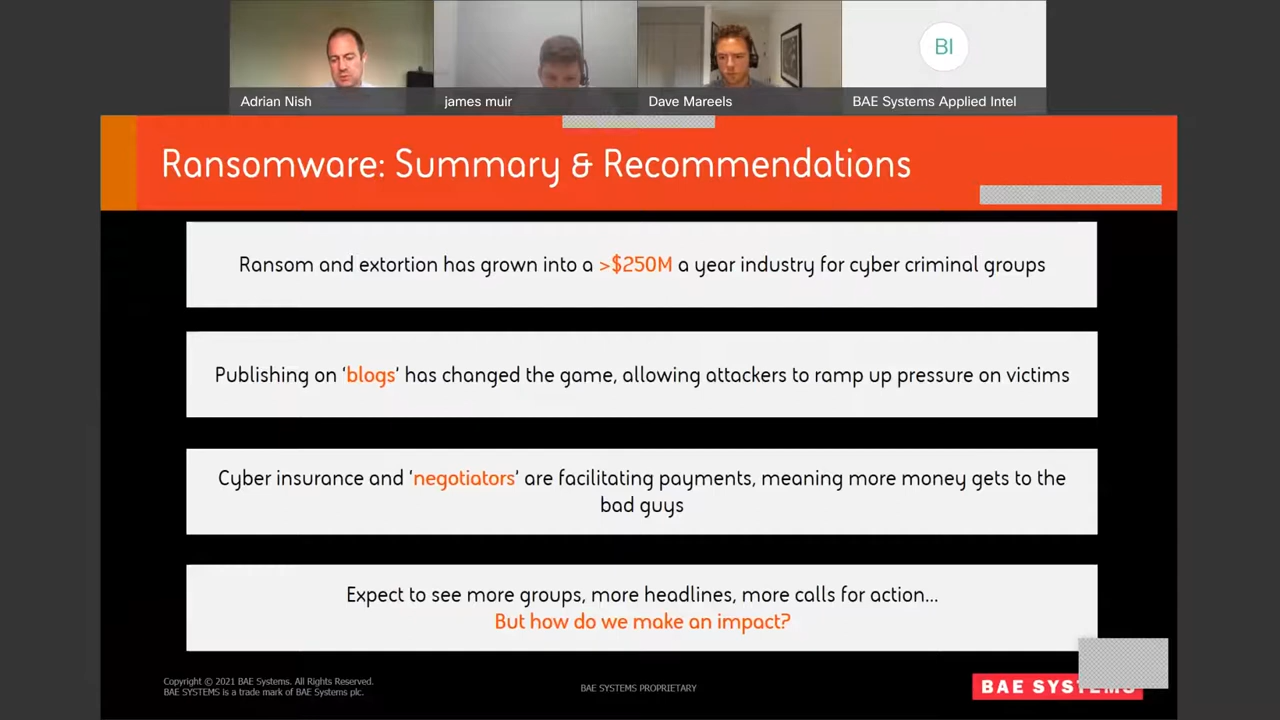 Adrian Nish
james muir
Dave Mareels
BI
BAE Systems Applied Intel
Ransomware: Summary & Recommendations
Ransom and extortion has grown into a >$250M a year industry for cyber criminal groups
Publishing on 'blogs' has changed the game, allowing attackers to ramp up pressure on victims
Cyber insurance and 'negotiators' are facilitating payments, meaning more money gets to the
bad guys
Expect to see more groups, more headlines, more calls for action...
But how do we make an impact?
Copyright © 2021 BAE Systems. All Rights Reserved.
BAE SYSTEMS is a trade mark of BAE Systems plc.
BAE SYSTEMS PROPRIETARY
BAE SYSTEMS